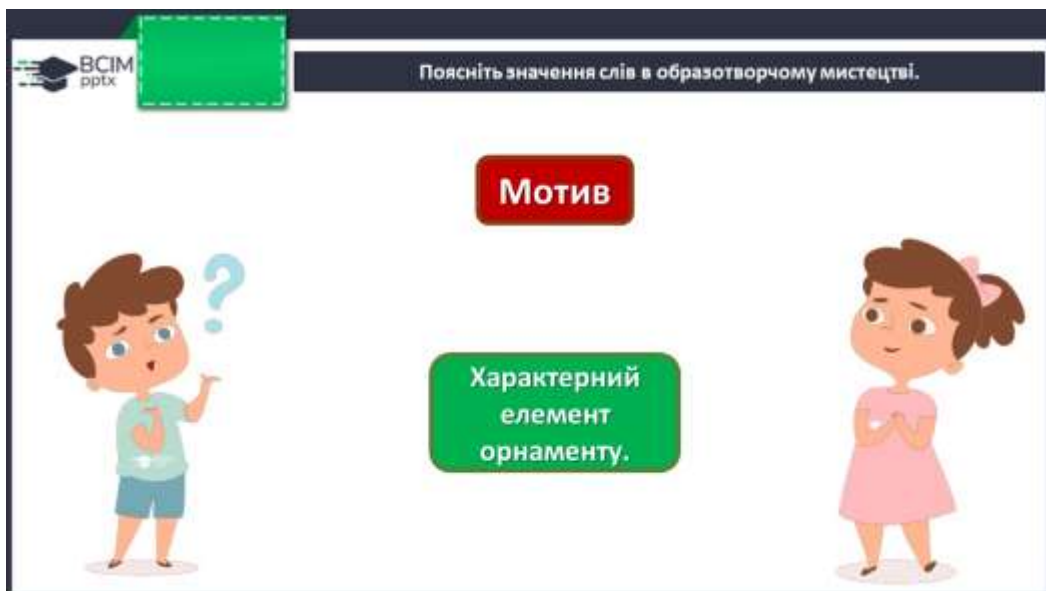 ВСІМ
pptx
Поясніть значення слів в образотворчому мистецтві.
Мотив
Характерний
елемент
орнаменту.